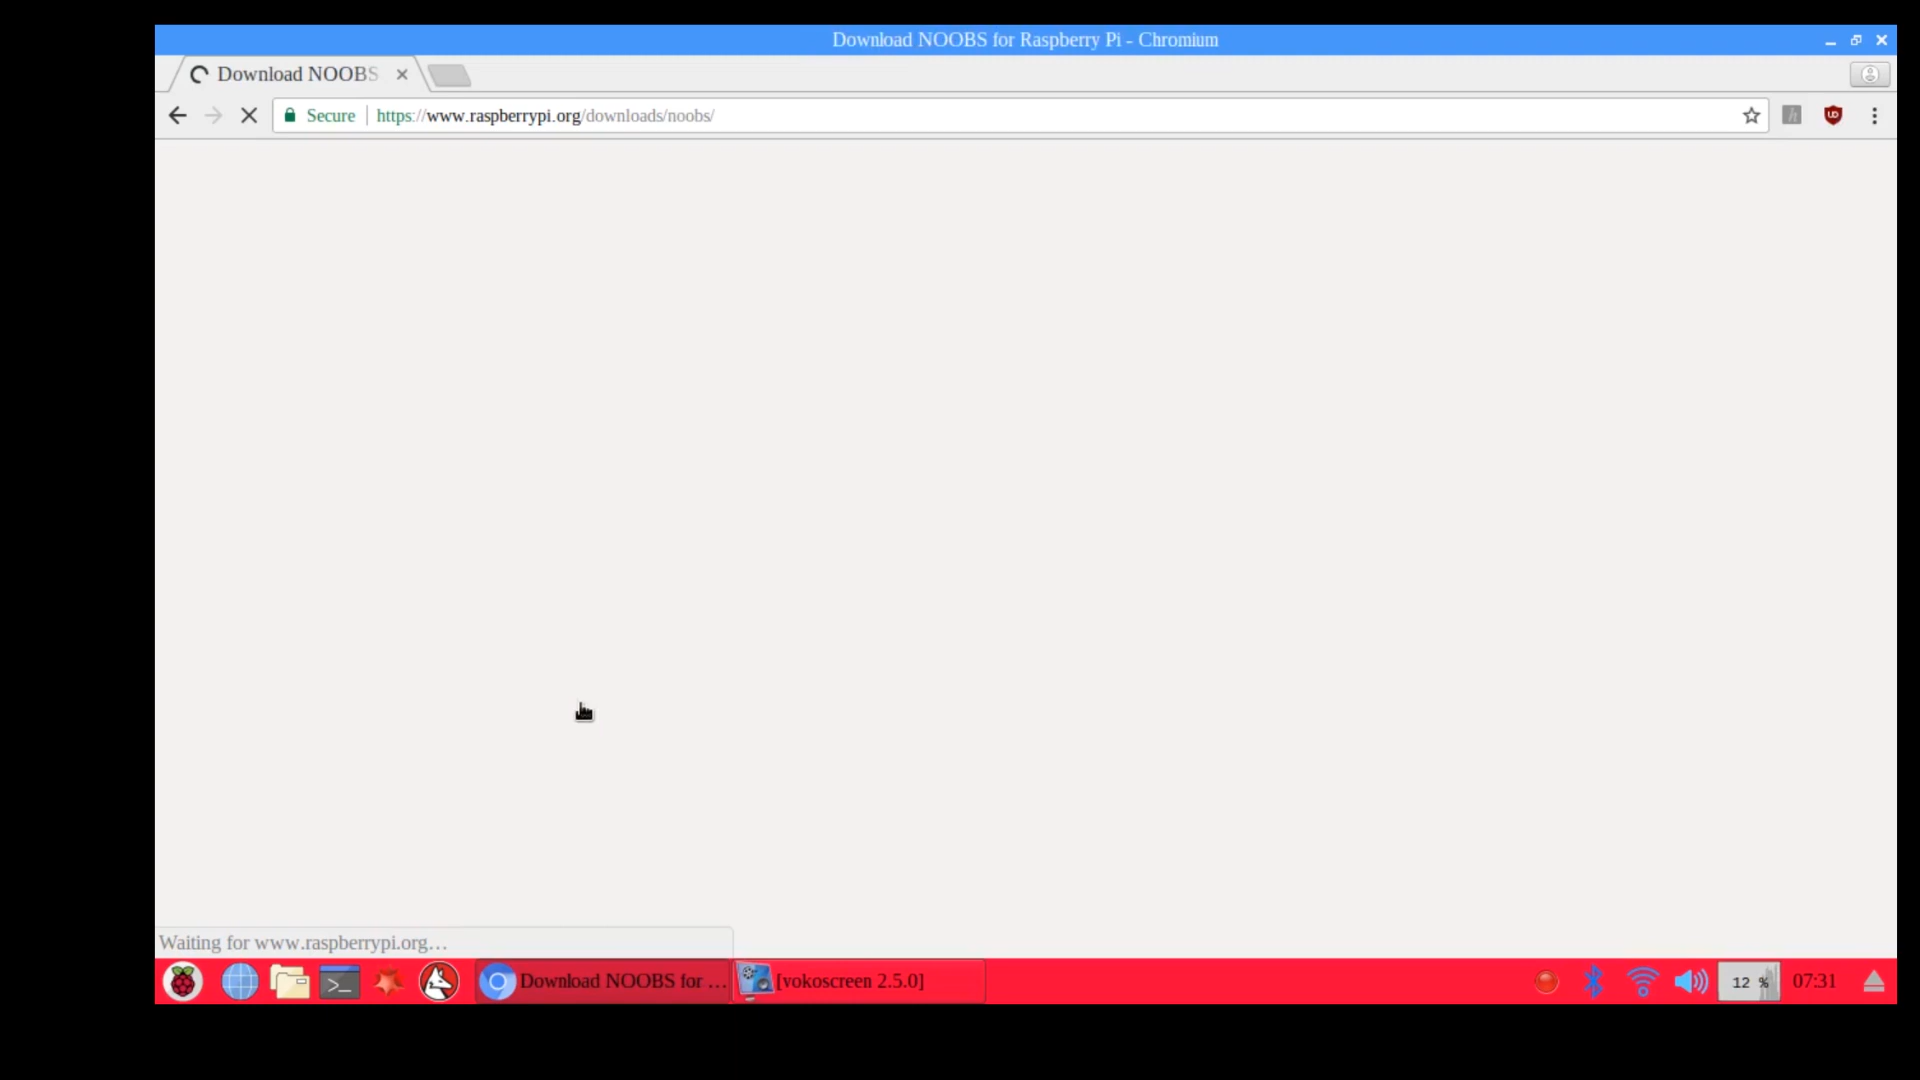 Download NOOBS for Raspberry Pi - Chromium
Download NOOBS
Secure
https://www.raspberrypi.org/downloads/noobs/
Waiting for www.raspberrypi.org…
Download NOOBS for …
[vokoscreen 2.5.0]
12 %
07:31